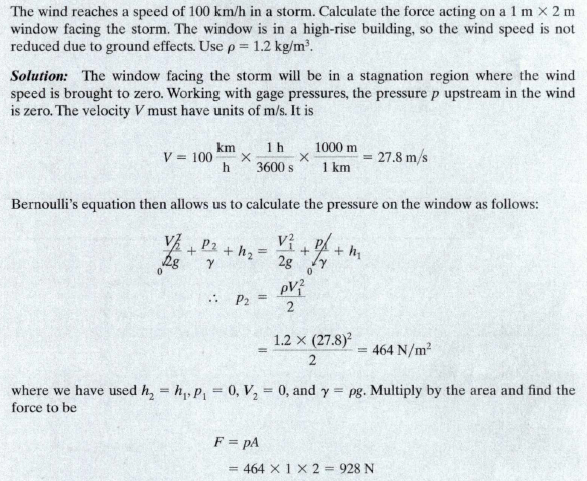 The wind reaches a speed of 100 km/h in a storm. Calculate the force acting on a 1 m × 2 m
window facing the storm. The window is in a high-rise building, so the wind speed is not
reduced due to ground effects. Use ρ = 1.2 kg/m³.
Solution: The window facing the storm will be in a stagnation region where the wind
speed is brought to zero. Working with gage pressures, the pressure p upstream in the wind
is zero. The velocity V must have units of m/s. It is
V = 100 km/h × 1 h/3600 s × 1000 m/1 km = 27.8 m/s
Bernoulli's equation then allows us to calculate the pressure on the window as follows:
V₂²/2g 0 + p₂/γ + h₂ = V₁²/2g + p₁/γ 0 + h₁
∴ p₂ = ρV₁²/2
= 1.2 × (27.8)²/2 = 464 N/m²
where we have used h₂ = h₁, p₁ = 0, V₂ = 0, and γ = ρg. Multiply by the area and find the
force to be
F = pA
= 464 × 1 × 2 = 928 N